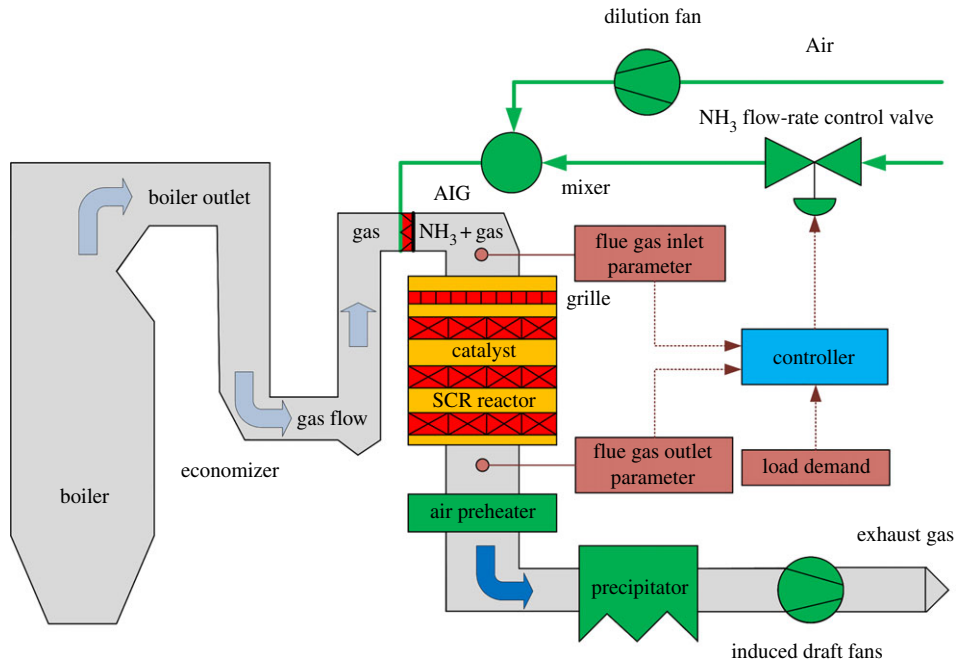 dilution fan
Air
NH₃ flow-rate control valve
mixer
boiler outlet
AIG
gas
NH₃ + gas
flue gas inlet
parameter
grille
catalyst
controller
SCR reactor
gas flow
flue gas outlet
parameter
load demand
economizer
boiler
air preheater
exhaust gas
precipitator
induced draft fans